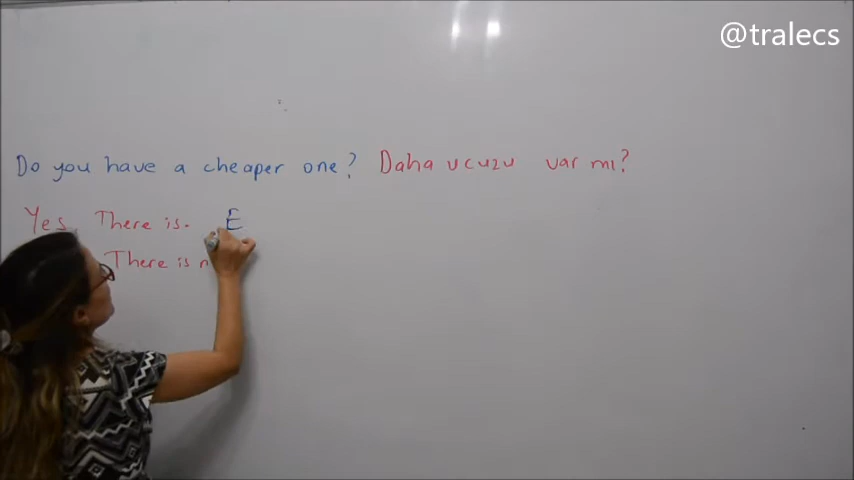 @tralecs
Do you have a cheaper one? Daha ucuzu var mı?
Yes, There is. E
There is n